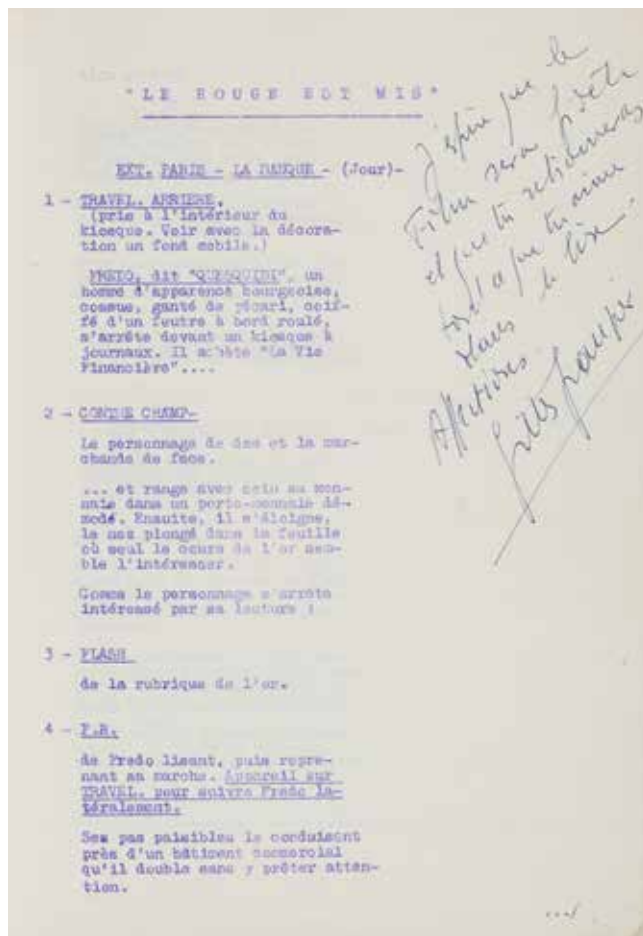 "LE ROUGE EST MIS"
EXT. PARIS - LA BANQUE - (Jour)-
1 - TRAVEL. ARRIERE.
(pris à l'intérieur du
kiosque. Voir avec la décora-
tion un fond mobile.)
FREDO, dit "QUESQUIDI", un
homme d'apparence bourgeoise,
cossue, ganté de pécari, coif-
fé d'un feutre à bord roulé,
s'arrête devant un kiosque à
journaux. Il achète "La Vie
Financière"....
2 - CONTRE CHAMP-
Le personnage de dos et la mar-
chande de face.
... et range avec soin sa mon-
naie dans un porte-monnaie dé-
modé. Ensuite, il s'éloigne,
le nez plongé dans la feuille
où seul le cours de l'or sem-
ble l'intéresser.
Comme le personnage s'arrête
intéressé par sa lecture :
3 - FLASH
de la rubrique de l'or.
4 - P.R.
de Fredo lisant, puis repre-
nant sa marche. Appareil sur
TRAVEL. pour suivre Fredo la-
téralement.
Ses pas paisibles le conduisent
près d'un bâtiment commercial
qu'il double sans y prêter atten-
tion.
J'espère que le
Film sera
et que tu retrouveras
tout ce que tu aime
dans le livre.
Affections
Gilles Grangier